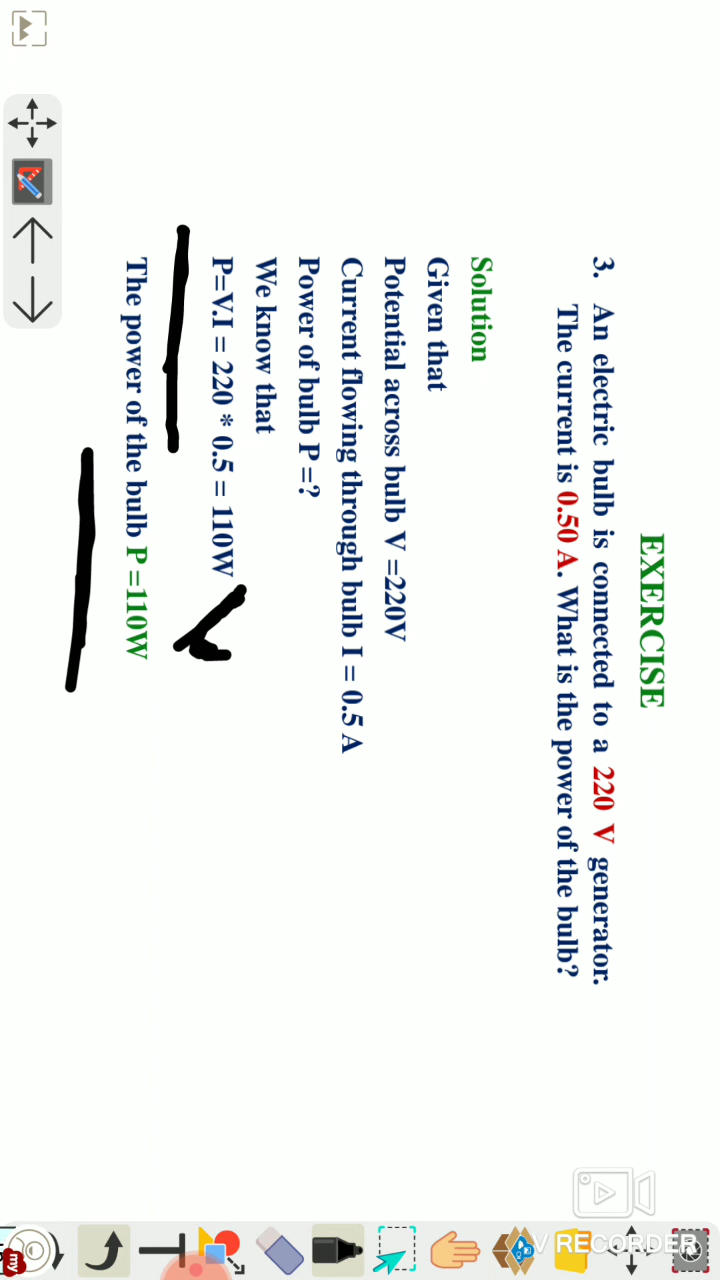 EXERCISE
3. An electric bulb is connected to a 220 V generator.
The current is 0.50 A. What is the power of the bulb?
Solution
Given that
Potential across bulb V =220V
Current flowing through bulb I = 0.5 A
Power of bulb P =?
We know that
P=V.I = 220 * 0.5 = 110W
The power of the bulb P =110W
V RECORDER